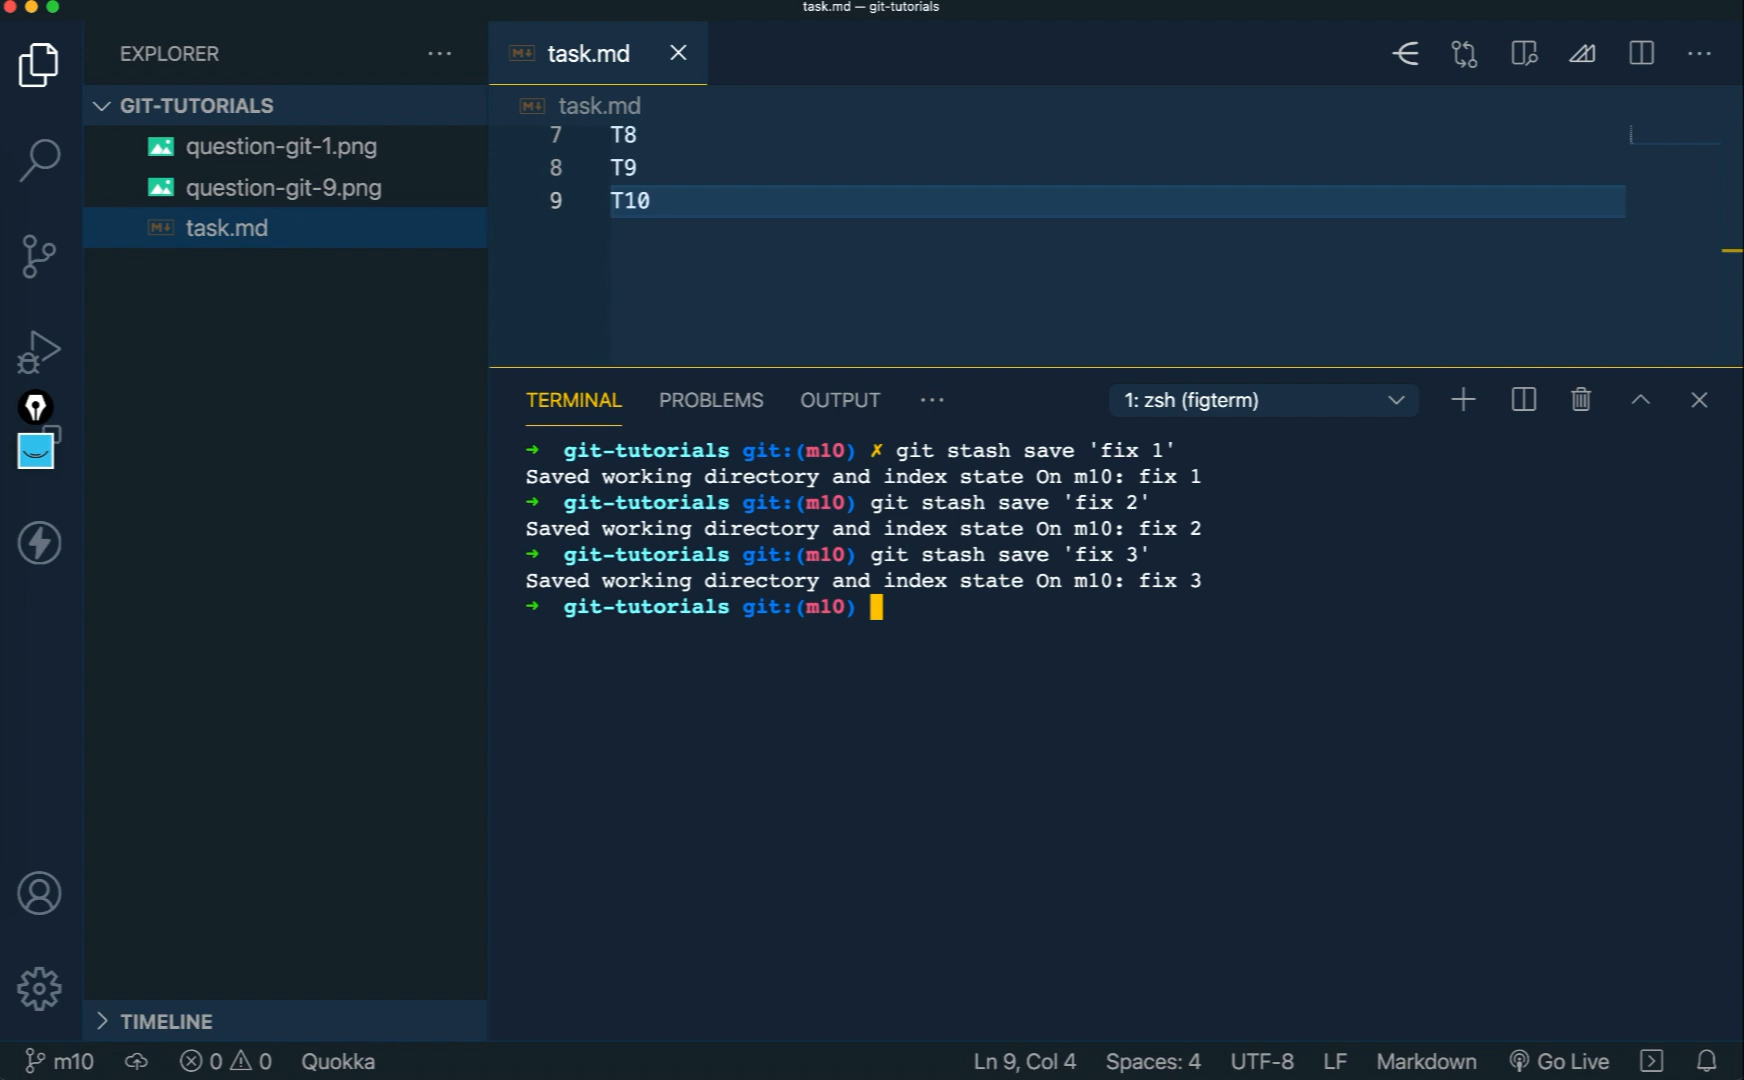 task.md — git-tutorials
EXPLORER
GIT-TUTORIALS
question-git-1.png
question-git-9.png
task.md
TIMELINE
task.md
task.md
7 T8
8 T9
9 T10
TERMINAL PROBLEMS OUTPUT 1: zsh (figterm)
➜ git-tutorials git:(m10) ✗ git stash save 'fix 1'
Saved working directory and index state On m10: fix 1
➜ git-tutorials git:(m10) git stash save 'fix 2'
Saved working directory and index state On m10: fix 2
➜ git-tutorials git:(m10) git stash save 'fix 3'
Saved working directory and index state On m10: fix 3
➜ git-tutorials git:(m10)
m10 0 0 Quokka Ln 9, Col 4 Spaces: 4 UTF-8 LF Markdown Go Live